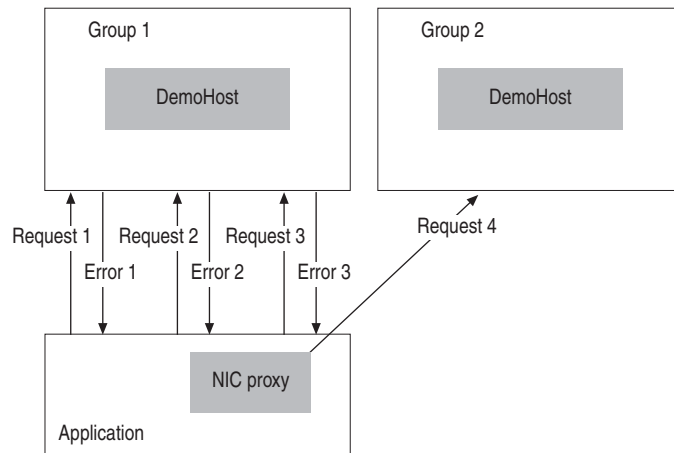 Group 1
Group 2
DemoHost
DemoHost
Request 1
Request 2
Request 3
Request 4
Error 1
Error 2
Error 3
NIC proxy
Application